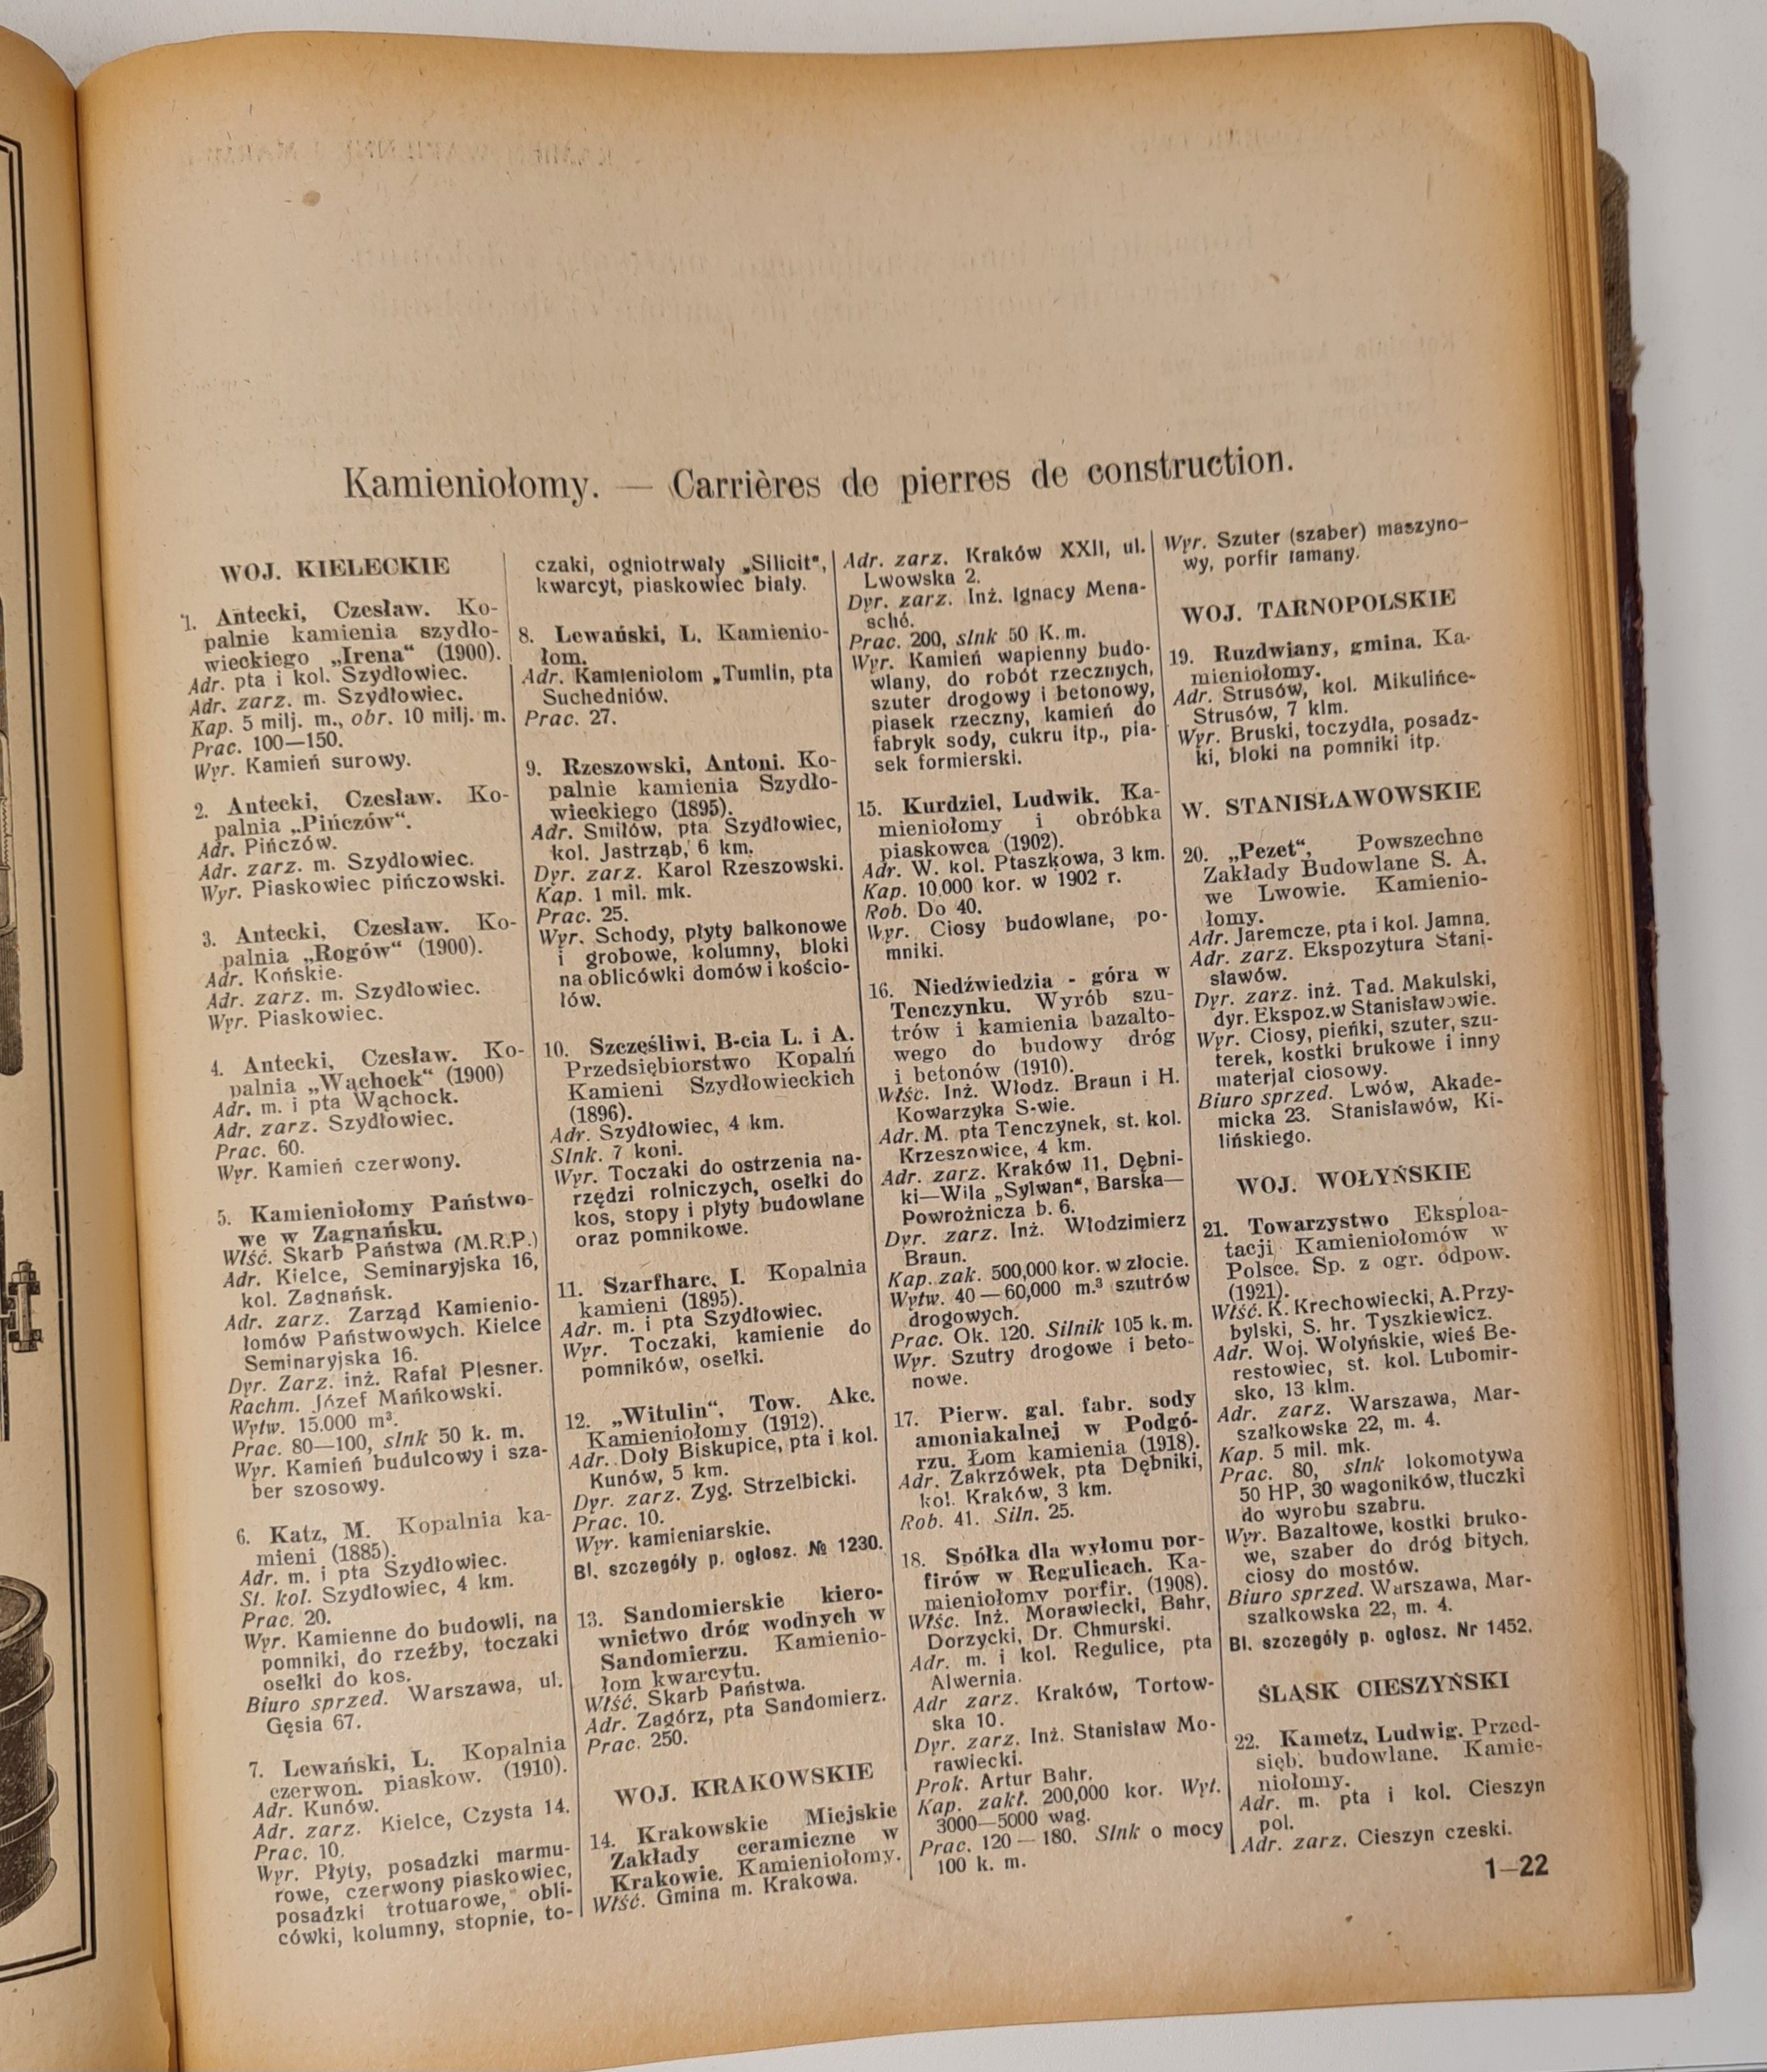 Kamieniołomy. — Carrières de pierres de construction.
WOJ. KIELECKIE
1. Antecki, Czesław. Ko-
palnie kamienia szydło-
wieckiego „Irena“ (1900).
Adr. pta i kol. Szydłowiec.
Adr. zarz. m. Szydłowiec.
Kap. 5 milj. m., obr. 10 milj. m.
Prac. 100—150.
Wyr. Kamień surowy.
2. Antecki, Czesław. Ko-
palnia „Pińczów“.
Adr. Pińczów.
Adr. zarz. m. Szydłowiec.
Wyr. Piaskowiec pińczowski.
3. Antecki, Czesław. Ko-
palnia „Rogów“ (1900).
Adr. Końskie.
Adr. zarz. m. Szydłowiec.
Wyr. Piaskowiec.
4. Antecki, Czesław. Ko-
palnia „Wąchock“ (1900)
Adr. m. i pta Wąchock.
Adr. zarz. Szydłowiec.
Prac. 60.
Wyr. Kamień czerwony.
5. Kamieniołomy Państwo-
we w Zagnańsku.
Włść. Skarb Państwa (M.R.P.)
Adr. Kielce, Seminaryjska 16,
kol. Zagnańsk.
Adr. zarz. Zarząd Kamienio-
łomów Państwowych. Kielce
Seminaryjska 16.
Dyr. Zarz. inż. Rafał Plesner.
Rachm. Józef Mańkowski.
Wytw. 15.000 m³.
Prac. 80—100, slnk 50 k. m.
Wyr. Kamień budulcowy i sza-
ber szosowy.
6. Katz, M. Kopalnia ka-
mieni (1885).
Adr. m. i pta Szydłowiec.
St. kol. Szydłowiec, 4 km.
Prac. 20.
Wyr. Kamienne do budowli, na
pomniki, do rzeźby, toczaki
osełki do kos.
Biuro sprzed. Warszawa, ul.
Gęsia 67.
7. Lewański, L. Kopalnia
czerwon. piaskow. (1910).
Adr. Kunów.
Adr. zarz. Kielce, Czysta 14.
Prac. 10.
Wyr. Płyty, posadzki marmu-
rowe, czerwony piaskowiec,
posadzki trotuarowe, obli-
cówki, kolumny, stopnie, to-
czaki, ogniotrwały „Silicit“,
kwarcyt, piaskowiec biały.
8. Lewański, L. Kamienio-
łom.
Adr. Kamieniołom „Tumlin, pta
Suchedniów.
Prac. 27.
9. Rzeszowski, Antoni. Ko-
palnie kamienia Szydło-
wieckiego (1895).
Adr. Smiłów, pta Szydłowiec,
kol. Jastrząb, 6 km.
Dyr. zarz. Karol Rzeszowski.
Kap. 1 mil. mk.
Prac. 25.
Wyr. Schody, płyty balkonowe
i grobowe, kolumny, bloki
na oblicówki domów i kościo-
łów.
10. Szczęśliwi, B-cia L. i A.
Przedsiębiorstwo Kopalń
Kamieni Szydłowieckich
(1896).
Adr. Szydłowiec, 4 km.
Slnk. 7 koni.
Wyr. Toczaki do ostrzenia na-
rzędzi rolniczych, osełki do
kos, stopy i płyty budowlane
oraz pomnikowe.
11. Szarfharc, I. Kopalnia
kamieni (1895).
Adr. m. i pta Szydłowiec.
Wyr. Toczaki, kamienie do
pomników, osełki.
12. „Witulin“, Tow. Akc.
Kamieniołomy (1912).
Adr. Doły Biskupice, pta i kol.
Kunów, 5 km.
Dyr. zarz. Zyg. Strzelbicki.
Prac. 10.
Wyr. kamieniarskie.
Bl. szczegóły p. ogłosz. № 1230.
13. Sandomierskie kiero-
wnictwo dróg wodnych w
Sandomierzu. Kamienio-
łom kwarcytu.
Włść. Skarb Państwa.
Adr. Zagórz, pta Sandomierz.
Prac. 250.
WOJ. KRAKOWSKIE
14. Krakowskie Miejskie
Zakłady ceramiczne w
Krakowie. Kamieniołomy.
Włść. Gmina m. Krakowa.
Adr. zarz. Kraków XXII, ul.
Lwowska 2.
Dyr. zarz. Inż. Ignacy Mena-
schó.
Prac. 200, slnk 50 K. m.
Wyr. Kamień wapienny budo-
wlany, do robót rzecznych,
szuter drogowy i betonowy,
piasek rzeczny, kamień do
fabryk sody, cukru itp., pia-
sek formierski.
15. Kurdziel, Ludwik. Ka-
mieniołomy i obróbka
piaskowca (1902).
Adr. W. kol. Ptaszkowa, 3 km.
Kap. 10,000 kor. w 1902 r.
Rob. Do 40.
Wyr. Ciosy budowlane, po-
mniki.
16. Niedźwiedzia - góra w
Tenczynku. Wyrób szu-
trów i kamienia bazalto-
wego do budowy dróg
i betonów (1910).
Włśc. Inż. Włodz. Braun i H.
Kowarzyka S-wie.
Adr. M. pta Tenczynek, st. kol.
Krzeszowice, 4 km.
Adr. zarz. Kraków 11, Dębni-
ki—Wila „Sylwan“, Barska—
Powroźnicza b. 6.
Dyr. zarz. Inż. Włodzimierz
Braun.
Kap. zak. 500,000 kor. w złocie.
Wytw. 40—60,000 m.³ szutrów
drogowych.
Prac. Ok. 120. Silnik 105 k. m.
Wyr. Szutry drogowe i beto-
nowe.
17. Pierw. gal. fabr. sody
amoniakalnej w Podgó-
rzu. Łom kamienia (1918).
Adr. Zakrzówek, pta Dębniki,
kol. Kraków, 3 km.
Rob. 41. Siln. 25.
18. Spółka dla wyłomu por-
firów w Regulicach. Ka-
mieniołomy porfir. (1908).
Włśc. Inż. Morawiecki, Bahr,
Dorzycki, Dr. Chmurski.
Adr. m. i kol. Regulice, pta
Alwernia.
Adr zarz. Kraków, Tortow-
ska 10.
Dyr. zarz. Inż. Stanisław Mo-
rawiecki.
Prok. Artur Bahr.
Kap. zakł. 200,000 kor. Wyt.
3000—5000 wag.
Prac. 120—180. Slnk o mocy
100 k. m.
Wyr. Szuter (szaber) maszyno-
wy, porfir łamany.
WOJ. TARNOPOLSKIE
19. Ruzdwiany, gmina. Ka-
mieniołomy.
Adr. Strusów, kol. Mikulińce-
Strusów, 7 klm.
Wyr. Bruski, toczydła, posadz-
ki, bloki na pomniki itp.
W. STANISŁAWOWSKIE
20. „Pezet“, Powszechne
Zakłady Budowlane S. A.
we Lwowie. Kamienio-
łomy.
Adr. Jaremcze, pta i kol. Jamna.
Adr. zarz. Ekspozytura Stani-
sławów.
Dyr. zarz. inż. Tad. Makulski,
dyr. Ekspoz. w Stanisławowie.
Wyr. Ciosy, pieńki, szuter, szu-
terek, kostki brukowe i inny
materjał ciosowy.
Biuro sprzed. Lwów, Akade-
micka 23. Stanisławów, Ki-
lińskiego.
WOJ. WOŁYŃSKIE
21. Towarzystwo Eksploa-
tacji Kamieniołomów w
Polsce. Sp. z ogr. odpow.
(1921).
Włść. K. Krechowiecki, A. Przy-
bylski, S. hr. Tyszkiewicz.
Adr. Woj. Wołyńskie, wieś Be-
restowiec, st. kol. Lubomir-
sko, 13 klm.
Adr. zarz. Warszawa, Mar-
szałkowska 22, m. 4.
Kap. 5 mil. mk.
Prac. 80, slnk lokomotywa
50 HP, 30 wagoników, tłuczki
do wyrobu szabru.
Wyr. Bazaltowe, kostki bruko-
we, szaber do dróg bitych,
ciosy do mostów.
Biuro sprzed. Warszawa, Mar-
szałkowska 22, m. 4.
Bl. szczegóły p. ogłosz. Nr 1452.
ŚLĄSK CIESZYŃSKI
22. Kametz, Ludwig. Przed-
sięb. budowlane. Kamie-
niołomy.
Adr. m. pta i kol. Cieszyn
pol.
Adr. zarz. Cieszyn czeski.
1—22